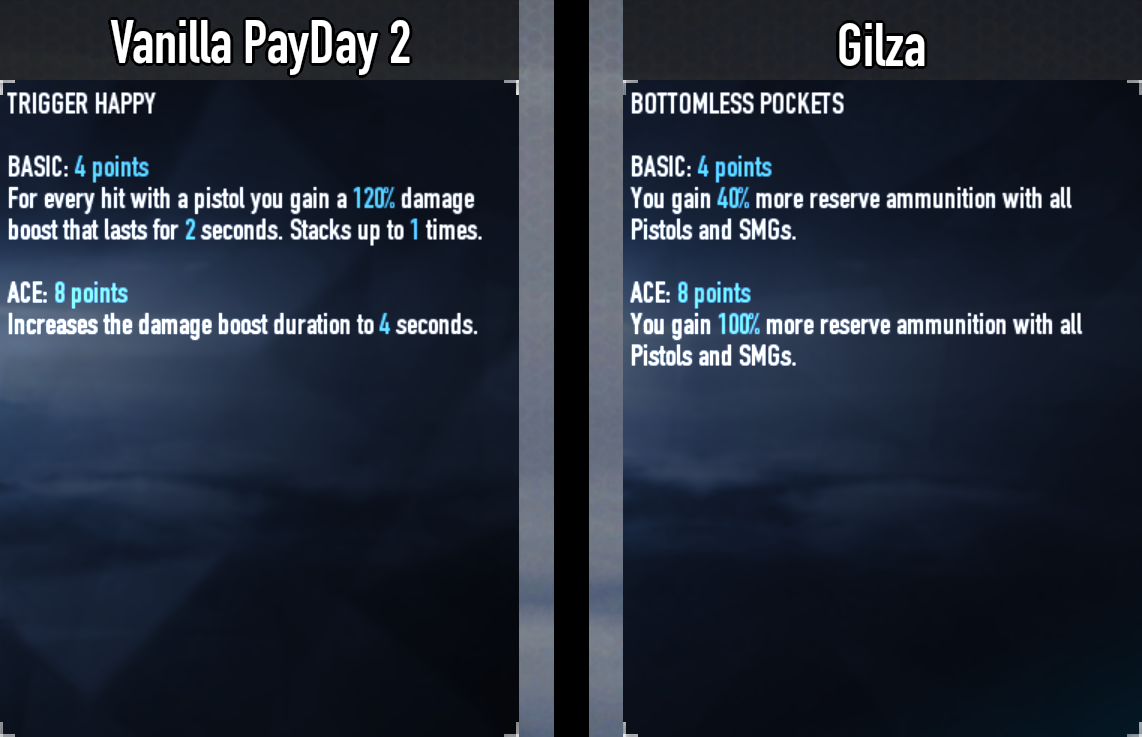 Vanilla PayDay 2
TRIGGER HAPPY
BASIC: 4 points
For every hit with a pistol you gain a 120% damage
boost that lasts for 2 seconds. Stacks up to 1 times.
ACE: 8 points
Increases the damage boost duration to 4 seconds.
Gilza
BOTTOMLESS POCKETS
BASIC: 4 points
You gain 40% more reserve ammunition with all
Pistols and SMGs.
ACE: 8 points
You gain 100% more reserve ammunition with all
Pistols and SMGs.